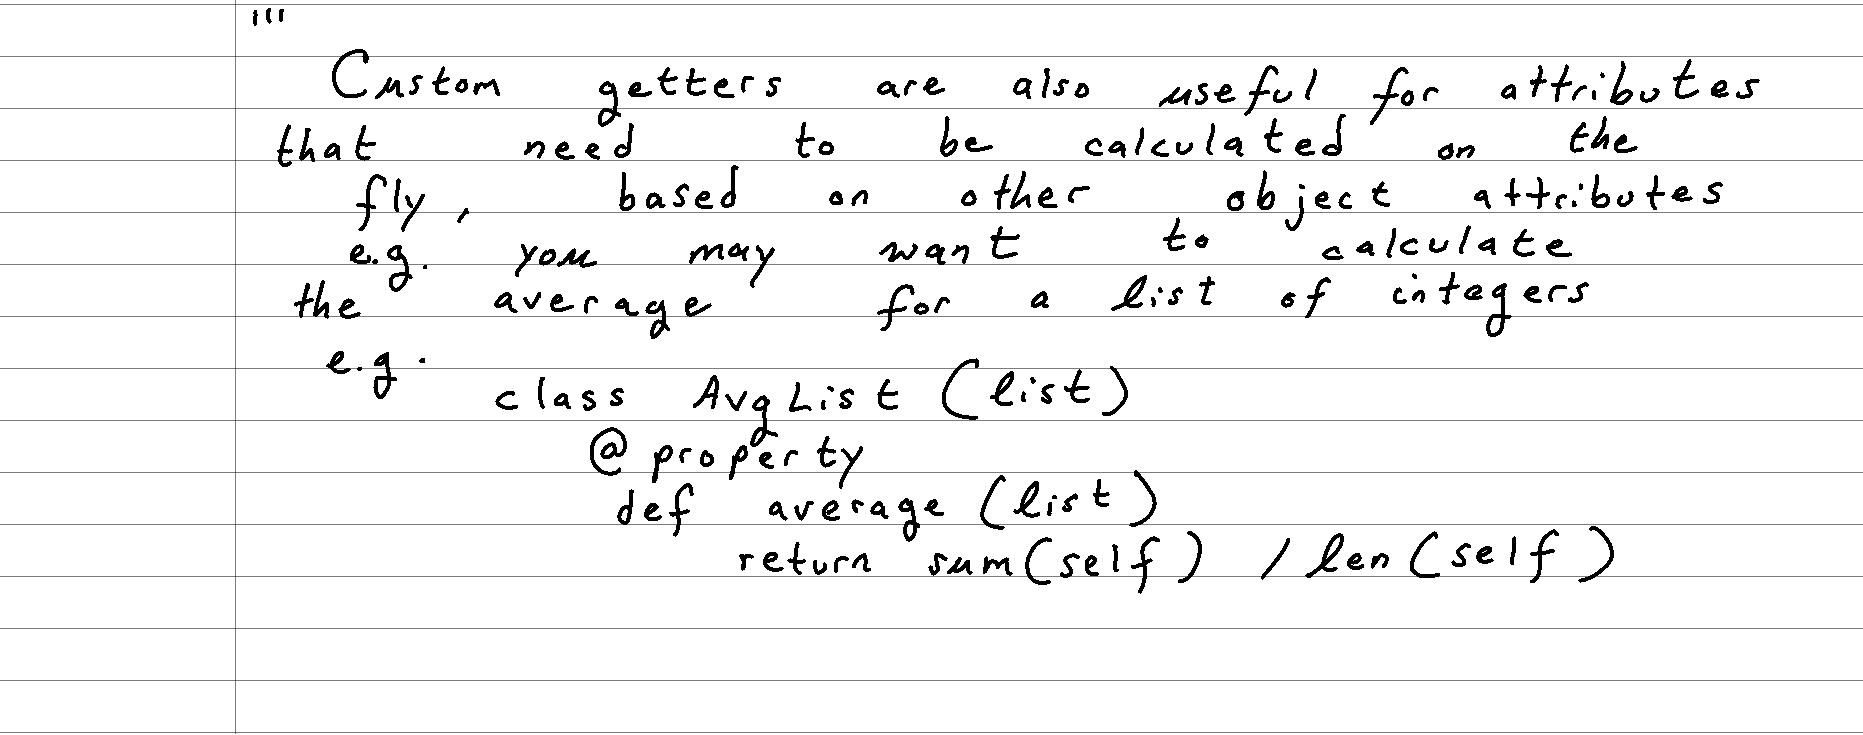 '''
Custom getters are also useful for attributes
that need to be calculated on the
fly, based on other object attributes
e.g. you may want to calculate
the average for a list of integers
e.g.
class AvgList (list)
@property
def average (list)
return sum(self) / len(self)